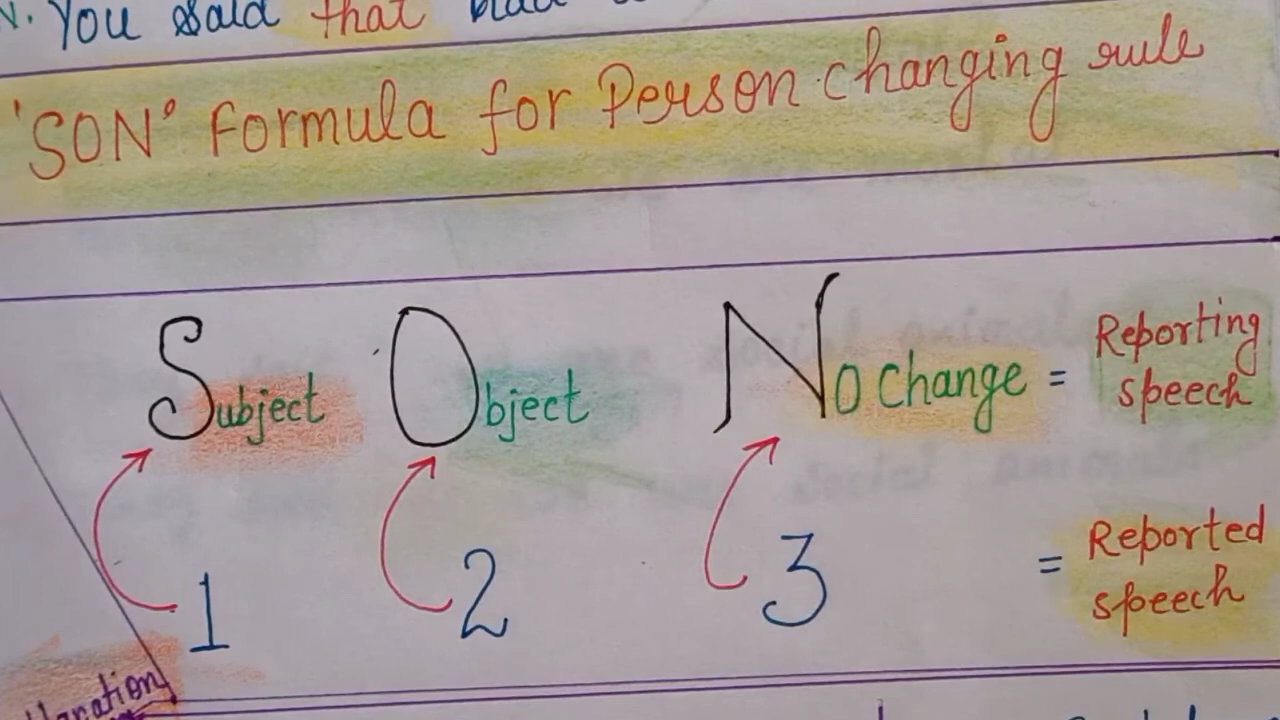 You said that
'SON' Formula for Person changing rule
Subject Object No Change = Reporting speech
1 2 3 = Reported speech